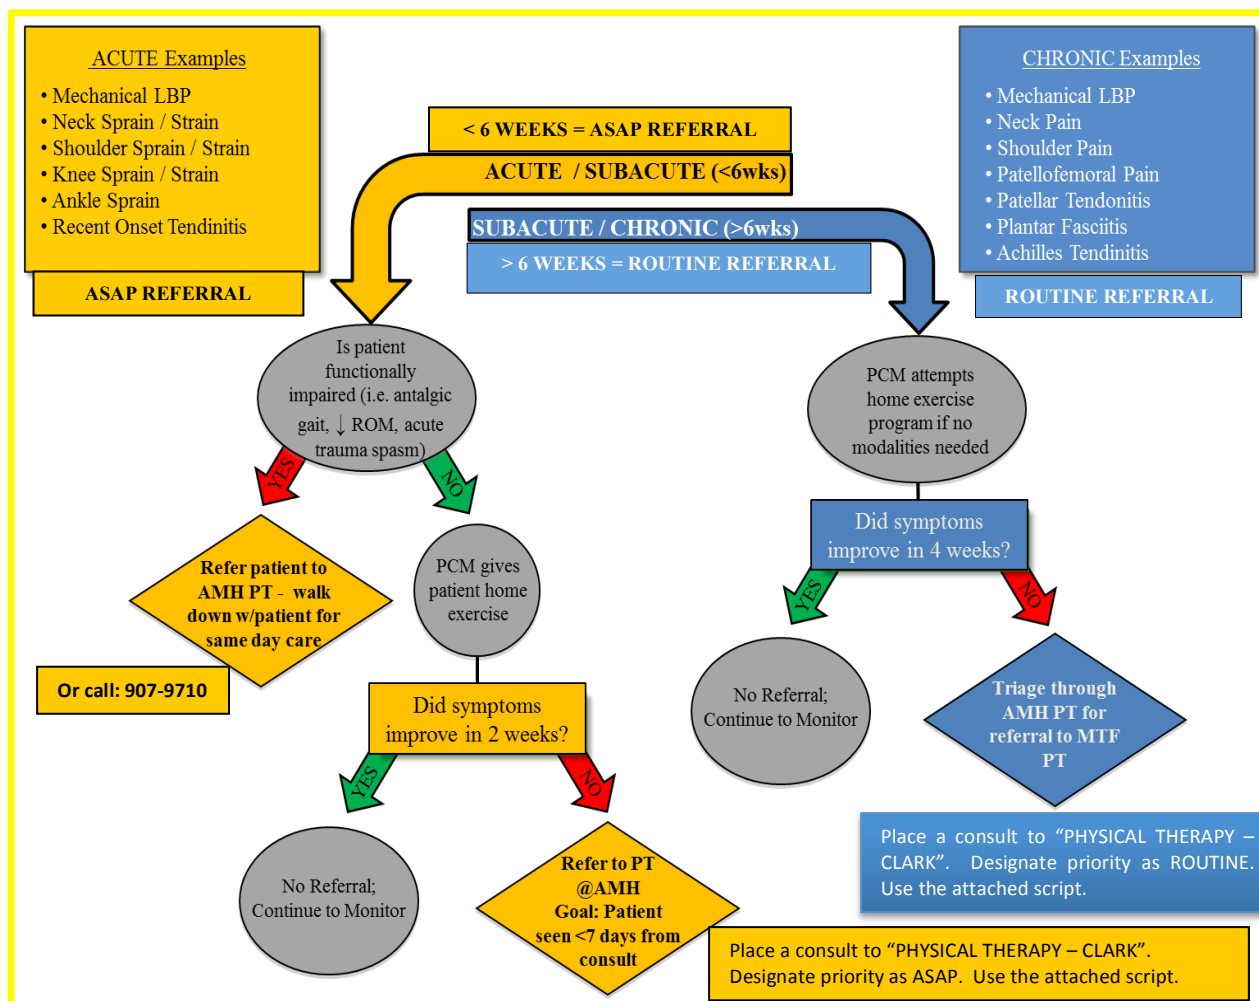 ACUTE Examples
• Mechanical LBP
• Neck Sprain / Strain
• Shoulder Sprain / Strain
• Knee Sprain / Strain
• Ankle Sprain
• Recent Onset Tendinitis
ASAP REFERRAL
< 6 WEEKS = ASAP REFERRAL
ACUTE / SUBACUTE (<6wks)
SUBACUTE / CHRONIC (>6wks)
> 6 WEEKS = ROUTINE REFERRAL
CHRONIC Examples
• Mechanical LBP
• Neck Pain
• Shoulder Pain
• Patellofemoral Pain
• Patellar Tendonitis
• Plantar Fasciitis
• Achilles Tendinitis
ROUTINE REFERRAL
Is patient
functionally
impaired (i.e. antalgic
gait, ↓ ROM, acute
trauma spasm)
YES
NO
Refer patient to
AMH PT - walk
down w/patient for
same day care
Or call: 907-9710
PCM gives
patient home
exercise
Did symptoms
improve in 2 weeks?
YES
NO
No Referral;
Continue to Monitor
Refer to PT
@AMH
Goal: Patient
seen <7 days from
consult
Place a consult to “PHYSICAL THERAPY – CLARK”.
Designate priority as ASAP. Use the attached script.
PCM attempts
home exercise
program if no
modalities needed
Did symptoms
improve in 4 weeks?
YES
NO
No Referral;
Continue to Monitor
Triage through
AMH PT for
referral to MTF
PT
Place a consult to “PHYSICAL THERAPY –
CLARK”. Designate priority as ROUTINE.
Use the attached script.